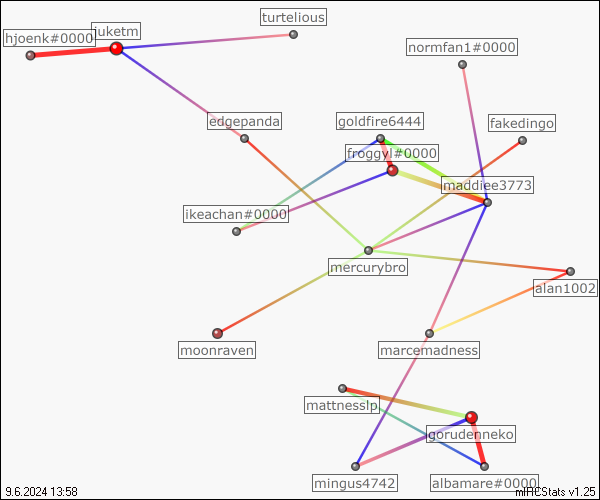 turtelious
juketm
hjoenk#0000
normfan1#0000
edgepanda
goldfire6444
fakedingo
froggyl#0000
maddiee3773
ikeachan#0000
mercurybro
alan1002
moonraven
marcemadness
mattnesslp
gorudenneko
mingus4742
albamare#0000
9.6.2024 13:58
mIRCStats v1.25